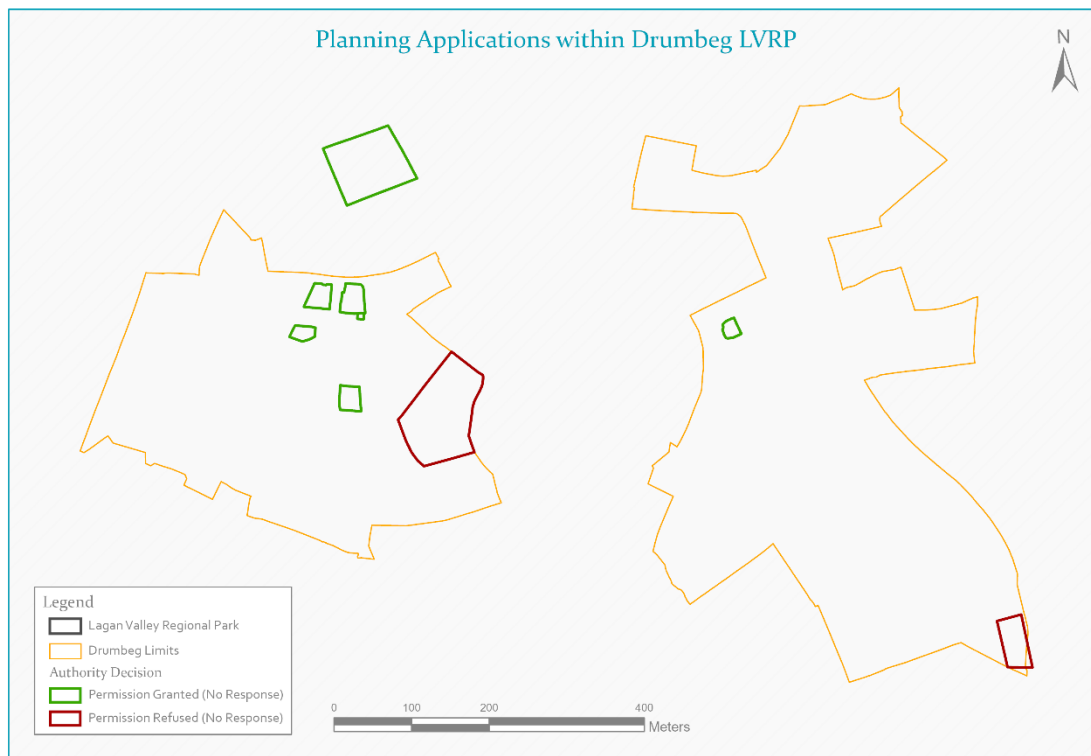 Planning Applications within Drumbeg LVRP
N
Legend
Lagan Valley Regional Park
Drumbeg Limits
Authority Decision
Permission Granted (No Response)
Permission Refused (No Response)
0 100 200 400
Meters